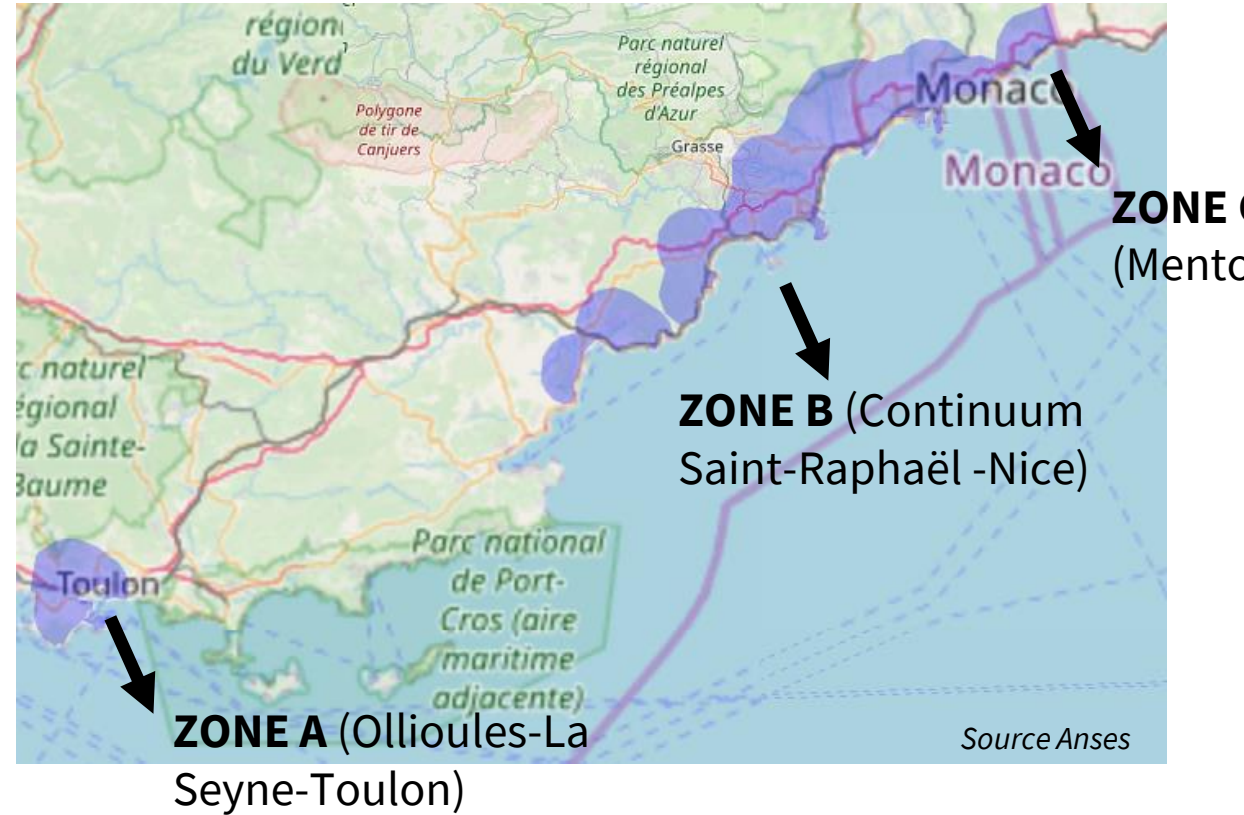 région
du Verd
Parc naturel
régional
des Préalpes
d'Azur
Polygone
de tir de
Canjuers
Grasse
Monaco
Monaco
ZONE
(Mento
c naturel
égional
la Sainte-
Baume
ZONE B (Continuum
Saint-Raphaël -Nice)
Parc national
de Port-
Cros (aire
maritime
adjacente)
Toulon
ZONE A (Ollioules-La
Seyne-Toulon)
Source Anses